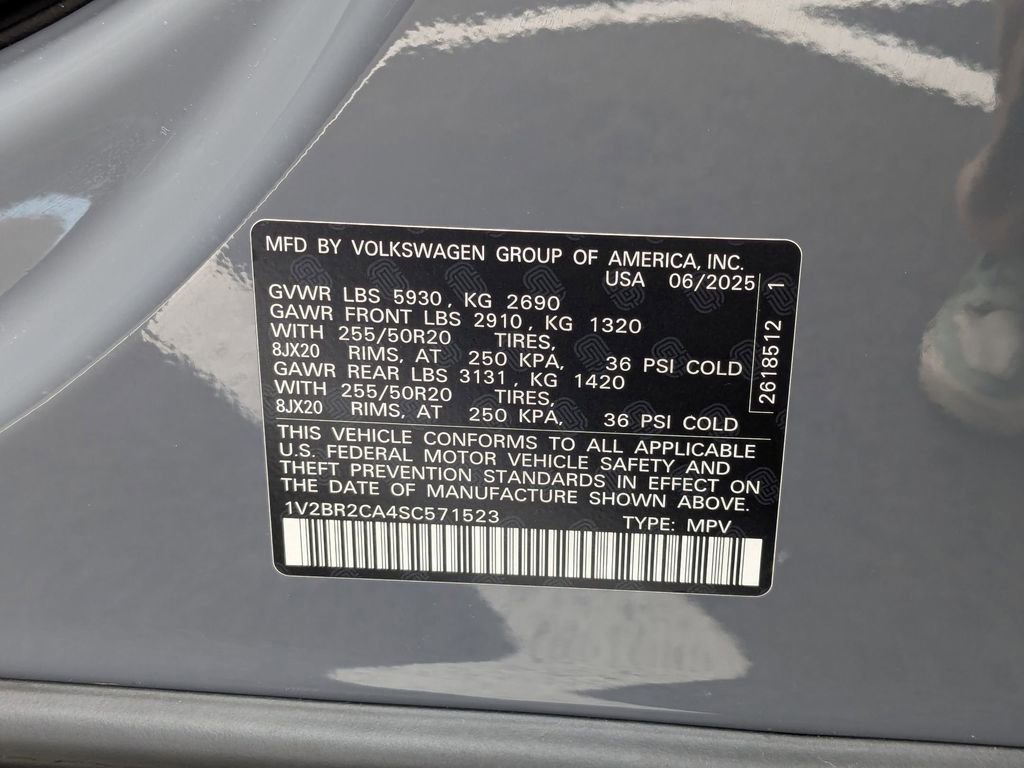 MFD BY VOLKSWAGEN GROUP OF AMERICA, INC.
USA 06/2025
GVWR LBS 5930, KG 2690
GAWR FRONT LBS 2910, KG 1320
WITH 255/50R20 TIRES,
8JX20 RIMS, AT 250 KPA, 36 PSI COLD
GAWR REAR LBS 3131, KG 1420
WITH 255/50R20 TIRES,
8JX20 RIMS, AT 250 KPA, 36 PSI COLD
2618512 1
THIS VEHICLE CONFORMS TO ALL APPLICABLE
U.S. FEDERAL MOTOR VEHICLE SAFETY AND
THEFT PREVENTION STANDARDS IN EFFECT ON
THE DATE OF MANUFACTURE SHOWN ABOVE.
1V2BR2CA4SC571523 TYPE: MPV